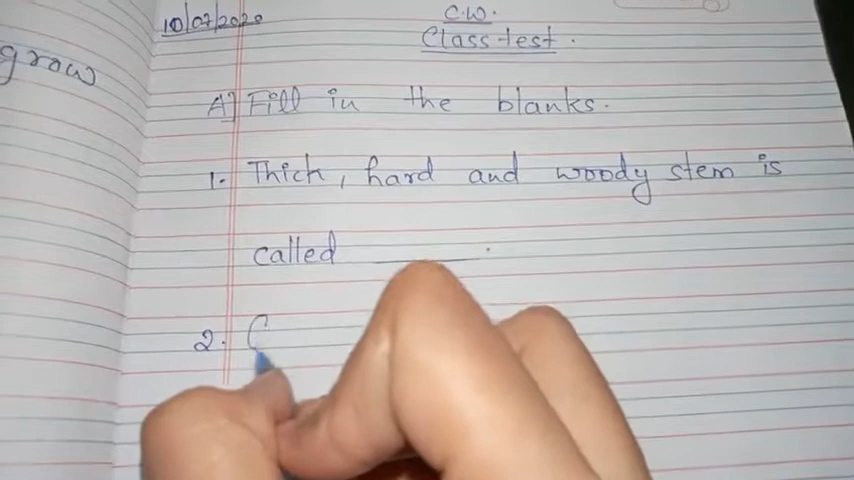 grow
10/07/2020
C.W.
Class test.
A] Fill in the blanks.
1. Thick, hard and woody stem is
called ______.
2. C